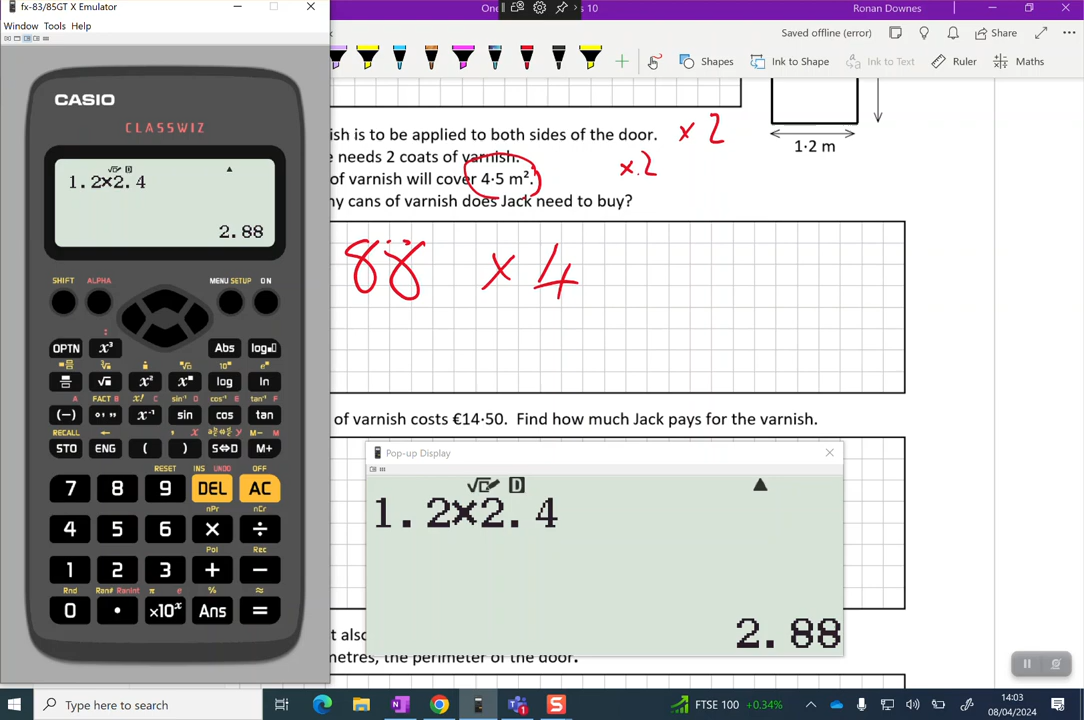 fx-83/85GT X Emulator
Window Tools Help
Saved offline (error)
Ronan Downes
Share
Shapes
Ink to Shape
Ink to Text
Ruler
Maths
CASIO
CLASSWIZ
1.2×2.4
2.88
SHIFT ALPHA MENU SETUP ON
OPTN x³ Abs log
√ x² log ln
(−) x⁻¹ sin cos tan
STO ENG ( ) S⇔D M+
7 8 9 DEL AC
4 5 6 × ÷
1 2 3 + −
0 • ×10ˣ Ans =
1·2 m
ish is to be applied to both sides of the door. × 2
e needs 2 coats of varnish. ×.2
of varnish will cover 4·5 m².
ny cans of varnish does Jack need to buy?
88 × 4
of varnish costs €14·50. Find how much Jack pays for the varnish.
Pop-up Display
1.2×2.4
2.88
t also
metres, the perimeter of the door.
Type here to search
FTSE 100 +0.34%
14:03
08/04/2024